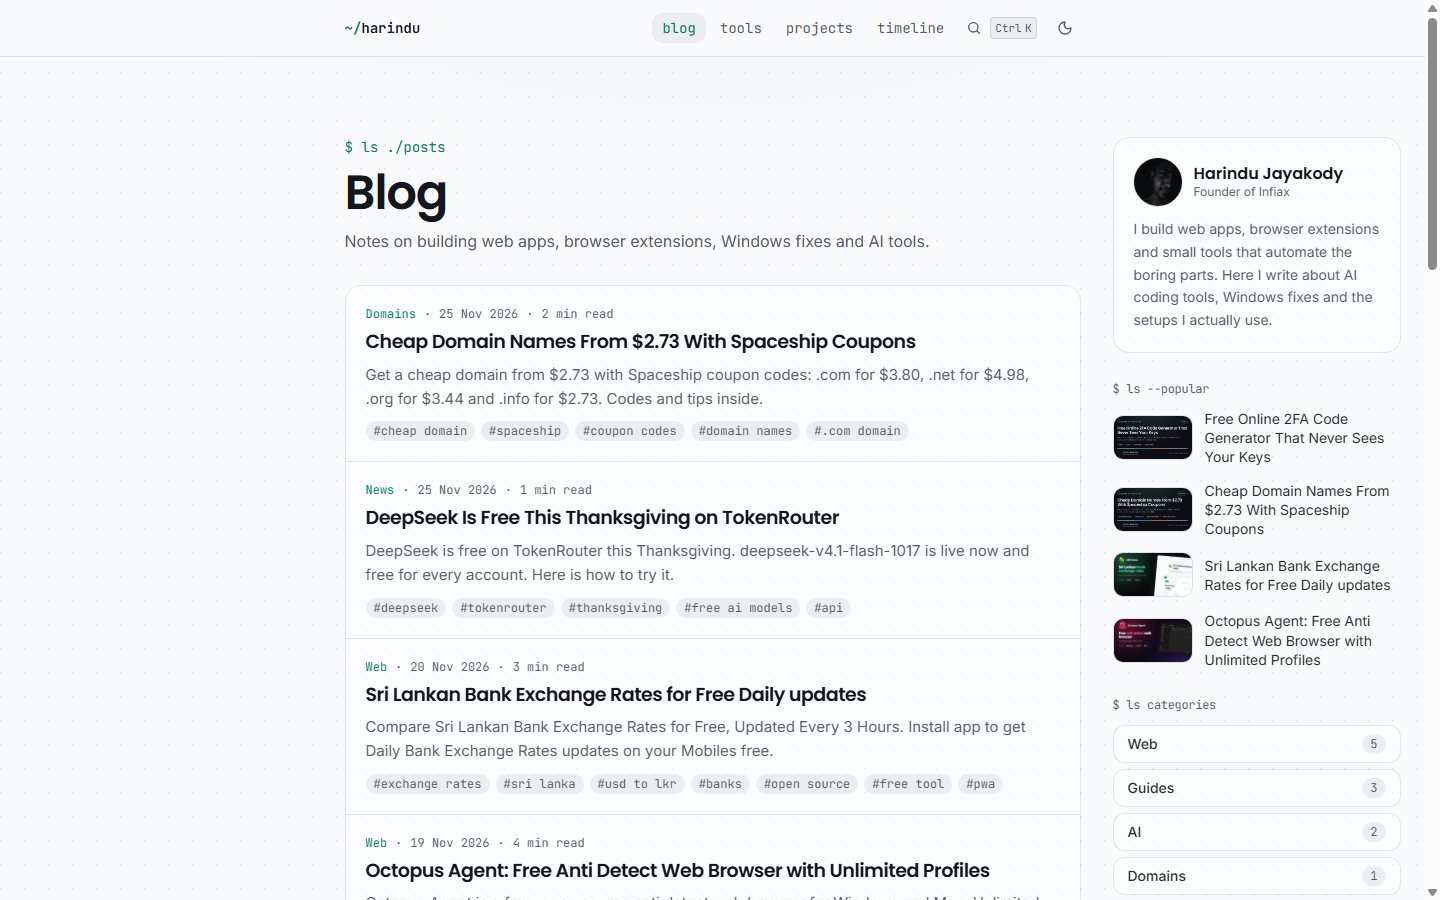 ~/harindu
blog tools projects timeline Ctrl K
$ ls ./posts
Blog
Notes on building web apps, browser extensions, Windows fixes and AI tools.
Domains · 25 Nov 2026 · 2 min read
Cheap Domain Names From $2.73 With Spaceship Coupons
Get a cheap domain from $2.73 with Spaceship coupon codes: .com for $3.80, .net for $4.98,
.org for $3.44 and .info for $2.73. Codes and tips inside.
#cheap domain #spaceship #coupon codes #domain names #.com domain
News · 25 Nov 2026 · 1 min read
DeepSeek Is Free This Thanksgiving on TokenRouter
DeepSeek is free on TokenRouter this Thanksgiving. deepseek-v4.1-flash-1017 is live now and
free for every account. Here is how to try it.
#deepseek #tokenrouter #thanksgiving #free ai models #api
Web · 20 Nov 2026 · 3 min read
Sri Lankan Bank Exchange Rates for Free Daily updates
Compare Sri Lankan Bank Exchange Rates for Free, Updated Every 3 Hours. Install app to get
Daily Bank Exchange Rates updates on your Mobiles free.
#exchange rates #sri lanka #usd to lkr #banks #open source #free tool #pwa
Web · 19 Nov 2026 · 4 min read
Octopus Agent: Free Anti Detect Web Browser with Unlimited Profiles
Harindu Jayakody
Founder of Infiax
I build web apps, browser extensions
and small tools that automate the
boring parts. Here I write about AI
coding tools, Windows fixes and the
setups I actually use.
$ ls --popular
Free Online 2FA Code
Generator That Never Sees
Your Keys
Cheap Domain Names From
$2.73 With Spaceship
Coupons
Sri Lankan Bank Exchange
Rates for Free Daily updates
Octopus Agent: Free Anti
Detect Web Browser with
Unlimited Profiles
$ ls categories
Web 5
Guides 3
AI 2
Domains 1